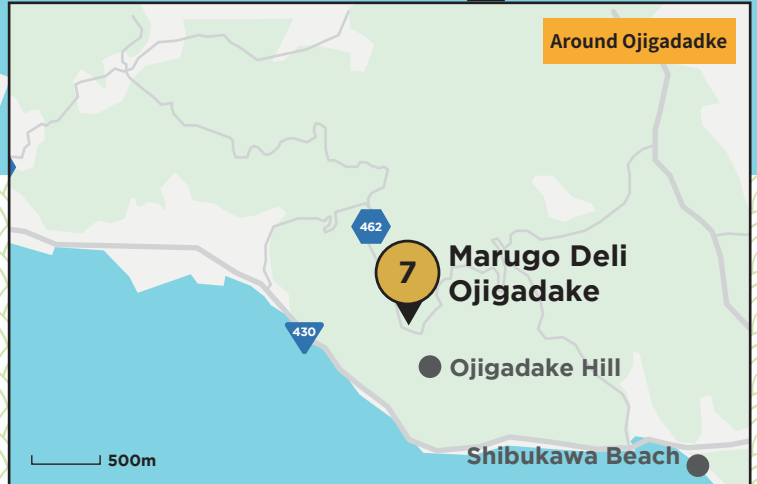 Around Ojigadadke
462
7
Marugo Deli
Ojigadake
430
Ojigadake Hill
Shibukawa Beach
500m